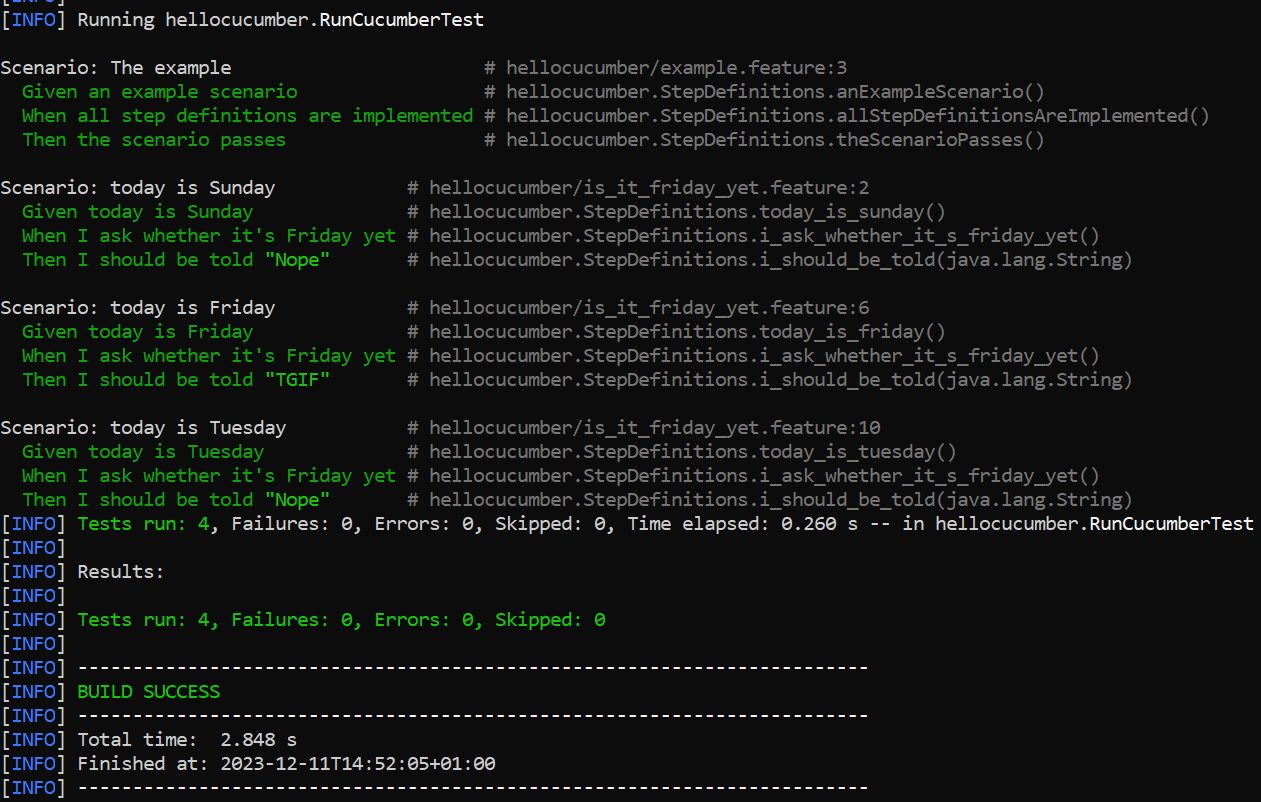 [INFO]
[INFO] Running hellocucumber.RunCucumberTest
Scenario: The example # hellocucumber/example.feature:3
Given an example scenario # hellocucumber.StepDefinitions.anExampleScenario()
When all step definitions are implemented # hellocucumber.StepDefinitions.allStepDefinitionsAreImplemented()
Then the scenario passes # hellocucumber.StepDefinitions.theScenarioPasses()
Scenario: today is Sunday # hellocucumber/is_it_friday_yet.feature:2
Given today is Sunday # hellocucumber.StepDefinitions.today_is_sunday()
When I ask whether it's Friday yet # hellocucumber.StepDefinitions.i_ask_whether_it_s_friday_yet()
Then I should be told "Nope" # hellocucumber.StepDefinitions.i_should_be_told(java.lang.String)
Scenario: today is Friday # hellocucumber/is_it_friday_yet.feature:6
Given today is Friday # hellocucumber.StepDefinitions.today_is_friday()
When I ask whether it's Friday yet # hellocucumber.StepDefinitions.i_ask_whether_it_s_friday_yet()
Then I should be told "TGIF" # hellocucumber.StepDefinitions.i_should_be_told(java.lang.String)
Scenario: today is Tuesday # hellocucumber/is_it_friday_yet.feature:10
Given today is Tuesday # hellocucumber.StepDefinitions.today_is_tuesday()
When I ask whether it's Friday yet # hellocucumber.StepDefinitions.i_ask_whether_it_s_friday_yet()
Then I should be told "Nope" # hellocucumber.StepDefinitions.i_should_be_told(java.lang.String)
[INFO] Tests run: 4, Failures: 0, Errors: 0, Skipped: 0, Time elapsed: 0.260 s -- in hellocucumber.RunCucumberTest
[INFO]
[INFO] Results:
[INFO]
[INFO] Tests run: 4, Failures: 0, Errors: 0, Skipped: 0
[INFO]
[INFO] ------------------------------------------------------------------------
[INFO] BUILD SUCCESS
[INFO] ------------------------------------------------------------------------
[INFO] Total time:  2.848 s
[INFO] Finished at: 2023-12-11T14:52:05+01:00
[INFO] ------------------------------------------------------------------------